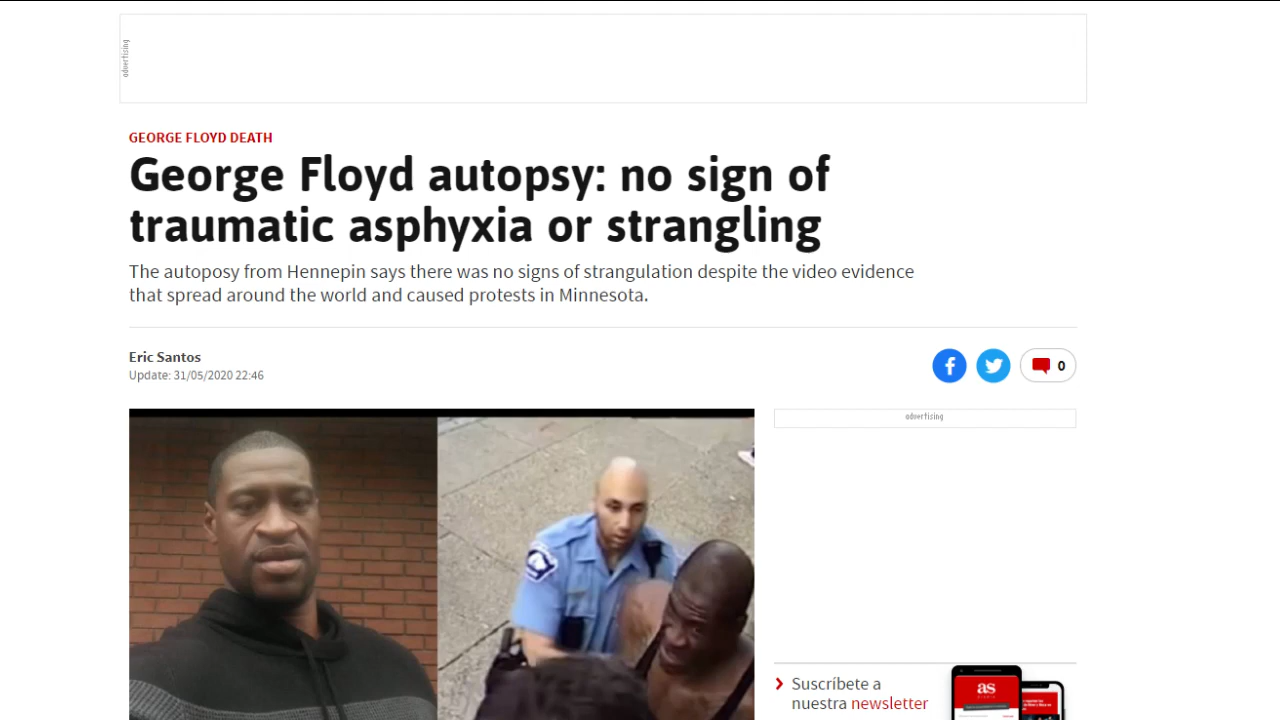 advertising
GEORGE FLOYD DEATH
George Floyd autopsy: no sign of
traumatic asphyxia or strangling
The autoposy from Hennepin says there was no signs of strangulation despite the video evidence
that spread around the world and caused protests in Minnesota.
Eric Santos
Update: 31/05/2020 22:46
0
advertising
Suscríbete a
nuestra newsletter
as